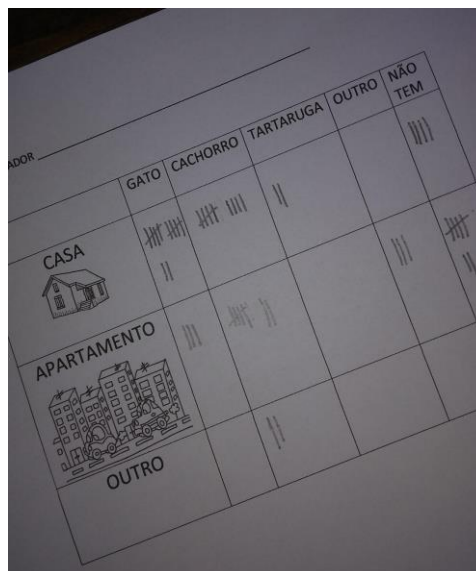 ADOR
GATO CACHORRO TARTARUGA OUTRO NÃO
TEM
CASA
APARTAMENTO
OUTRO